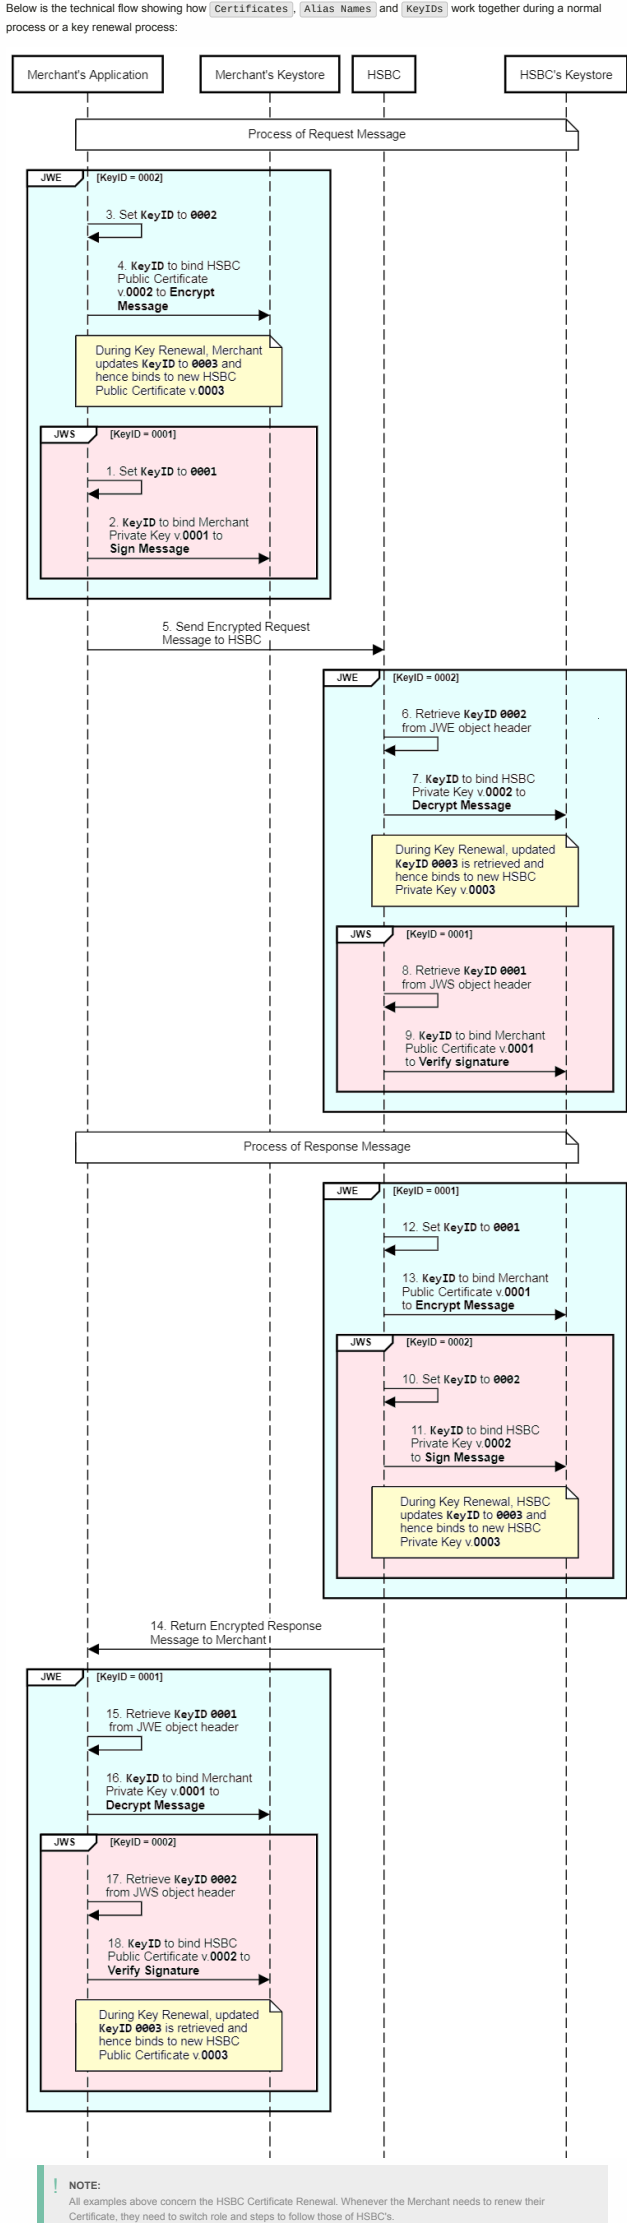 Below is the technical flow showing how Certificates, Alias Names and KeyIDs work together during a normal
process or a key renewal process:
Merchant's Application
Merchant's Keystore
HSBC
HSBC's Keystore
Process of Request Message
JWE
[KeyID = 0002]
3. Set KeyID to 0002
4. KeyID to bind HSBC
Public Certificate
v.0002 to Encrypt
Message
During Key Renewal, Merchant
updates KeyID to 0003 and
hence binds to new HSBC
Public Certificate v.0003
JWS
[KeyID = 0001]
1. Set KeyID to 0001
2. KeyID to bind Merchant
Private Key v.0001 to
Sign Message
5. Send Encrypted Request
Message to HSBC
JWE
[KeyID = 0002]
6. Retrieve KeyID 0002
from JWE object header
7. KeyID to bind HSBC
Private Key v.0002 to
Decrypt Message
During Key Renewal, updated
KeyID 0003 is retrieved and
hence binds to new HSBC
Private Key v.0003
JWS
[KeyID = 0001]
8. Retrieve KeyID 0001
from JWS object header
9. KeyID to bind Merchant
Public Certificate v.0001
to Verify signature
Process of Response Message
JWE
[KeyID = 0001]
12. Set KeyID to 0001
13. KeyID to bind Merchant
Public Certificate v.0001
to Encrypt Message
JWS
[KeyID = 0002]
10. Set KeyID to 0002
11. KeyID to bind HSBC
Private Key v.0002
to Sign Message
During Key Renewal, HSBC
updates KeyID to 0003 and
hence binds to new HSBC
Private Key v.0003
14. Return Encrypted Response
Message to Merchant
JWE
[KeyID = 0001]
15. Retrieve KeyID 0001
from JWE object header
16. KeyID to bind Merchant
Private Key v.0001 to
Decrypt Message
JWS
[KeyID = 0002]
17. Retrieve KeyID 0002
from JWS object header
18. KeyID to bind HSBC
Public Certificate v.0002 to
Verify Signature
During Key Renewal, updated
KeyID 0003 is retrieved and
hence binds to new HSBC
Public Certificate v.0003
! NOTE:
All examples above concern the HSBC Certificate Renewal. Whenever the Merchant needs to renew their
Certificate, they need to switch role and steps to follow those of HSBC's.